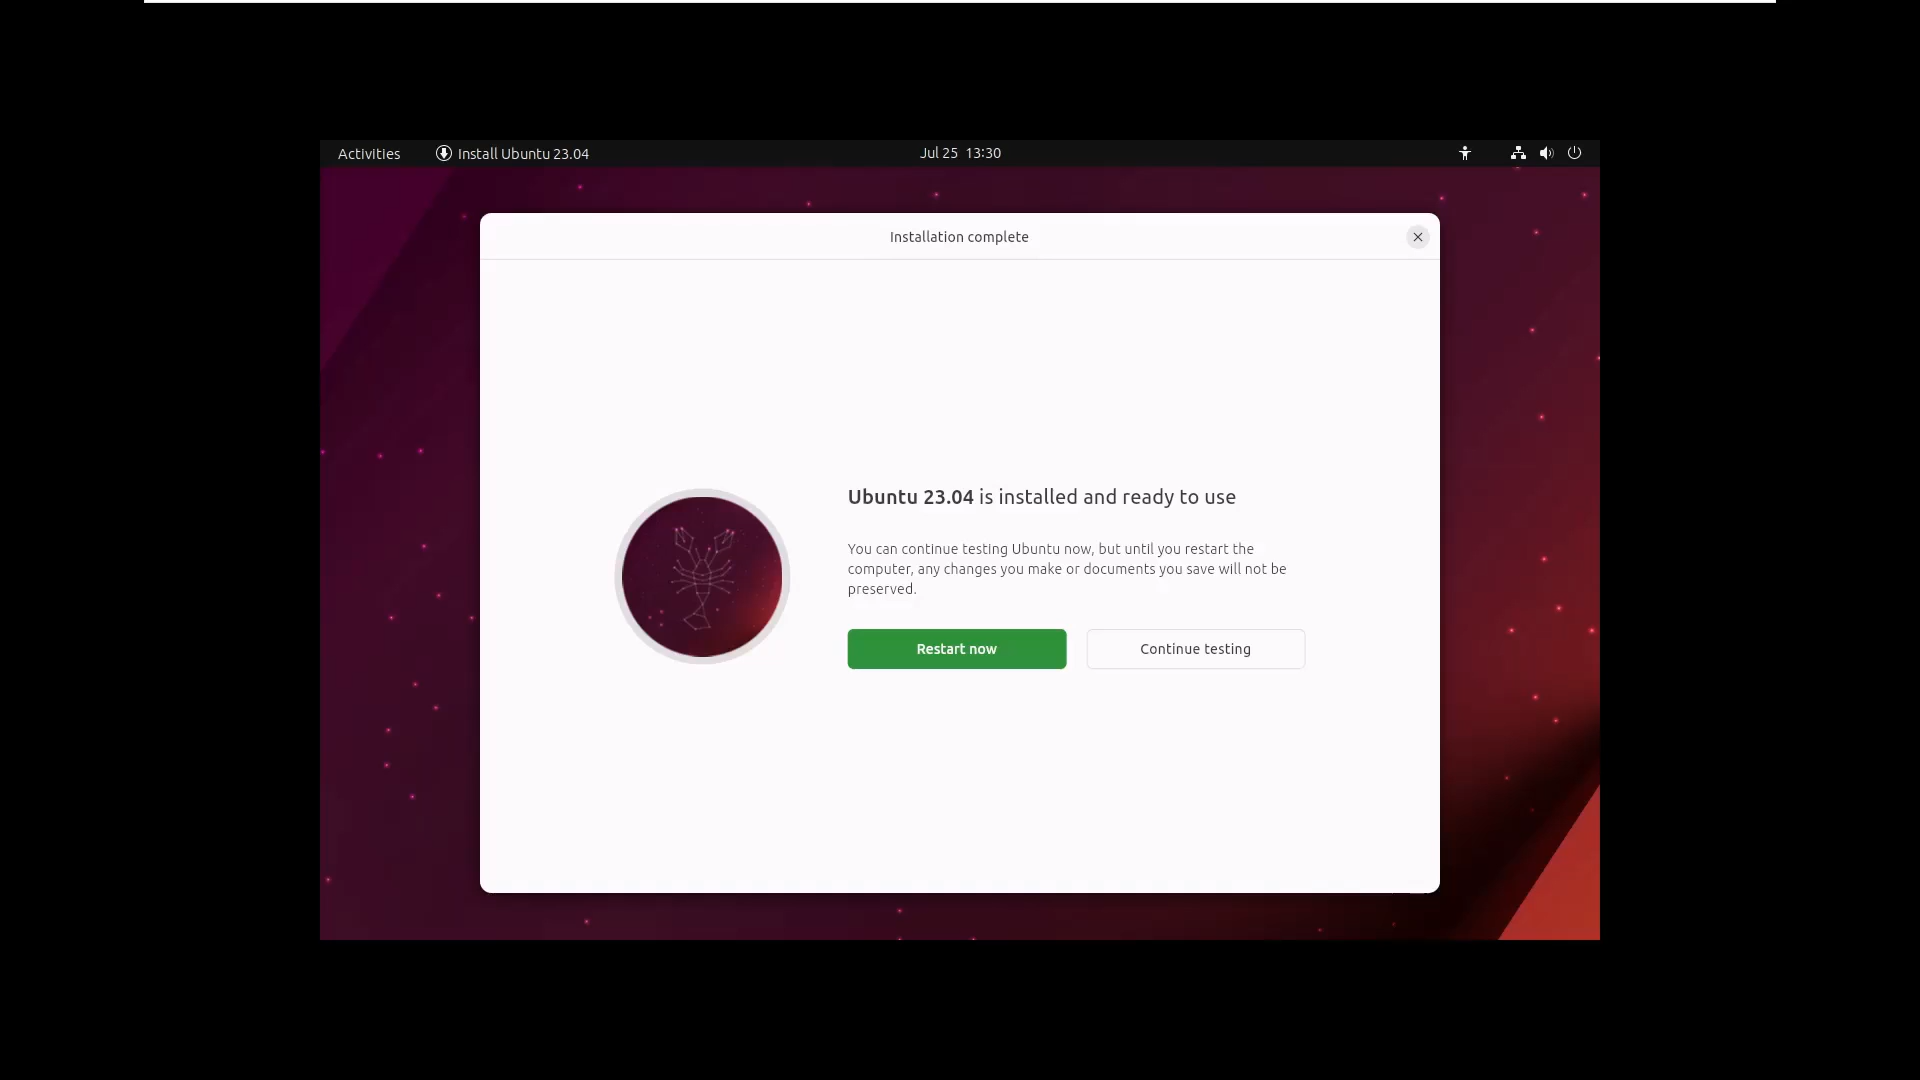 Activities Install Ubuntu 23.04 Jul 25 13:30
Installation complete
Ubuntu 23.04 is installed and ready to use
You can continue testing Ubuntu now, but until you restart the
computer, any changes you make or documents you save will not be
preserved.
Restart now Continue testing